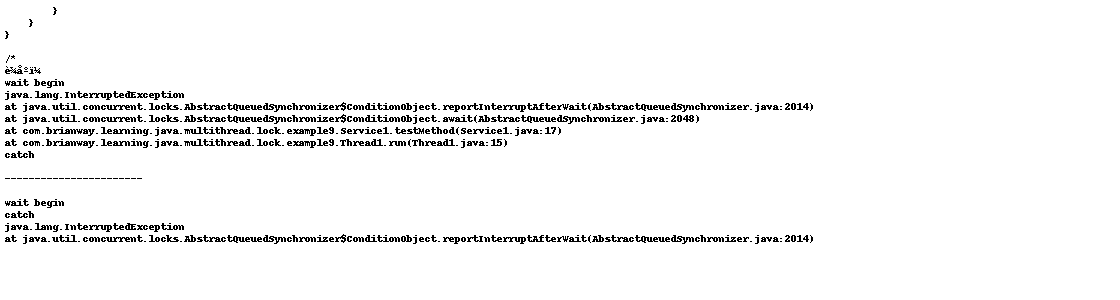 }
    }
}

/*
è¾å°ï¼
wait begin
java.lang.InterruptedException
at java.util.concurrent.locks.AbstractQueuedSynchronizer$ConditionObject.reportInterruptAfterWait(AbstractQueuedSynchronizer.java:2014)
at java.util.concurrent.locks.AbstractQueuedSynchronizer$ConditionObject.await(AbstractQueuedSynchronizer.java:2048)
at com.brianway.learning.java.multithread.lock.example9.Service1.testMethod(Service1.java:17)
at com.brianway.learning.java.multithread.lock.example9.Thread1.run(Thread1.java:15)
catch

-----------------------

wait begin
catch
java.lang.InterruptedException
at java.util.concurrent.locks.AbstractQueuedSynchronizer$ConditionObject.reportInterruptAfterWait(AbstractQueuedSynchronizer.java:2014)